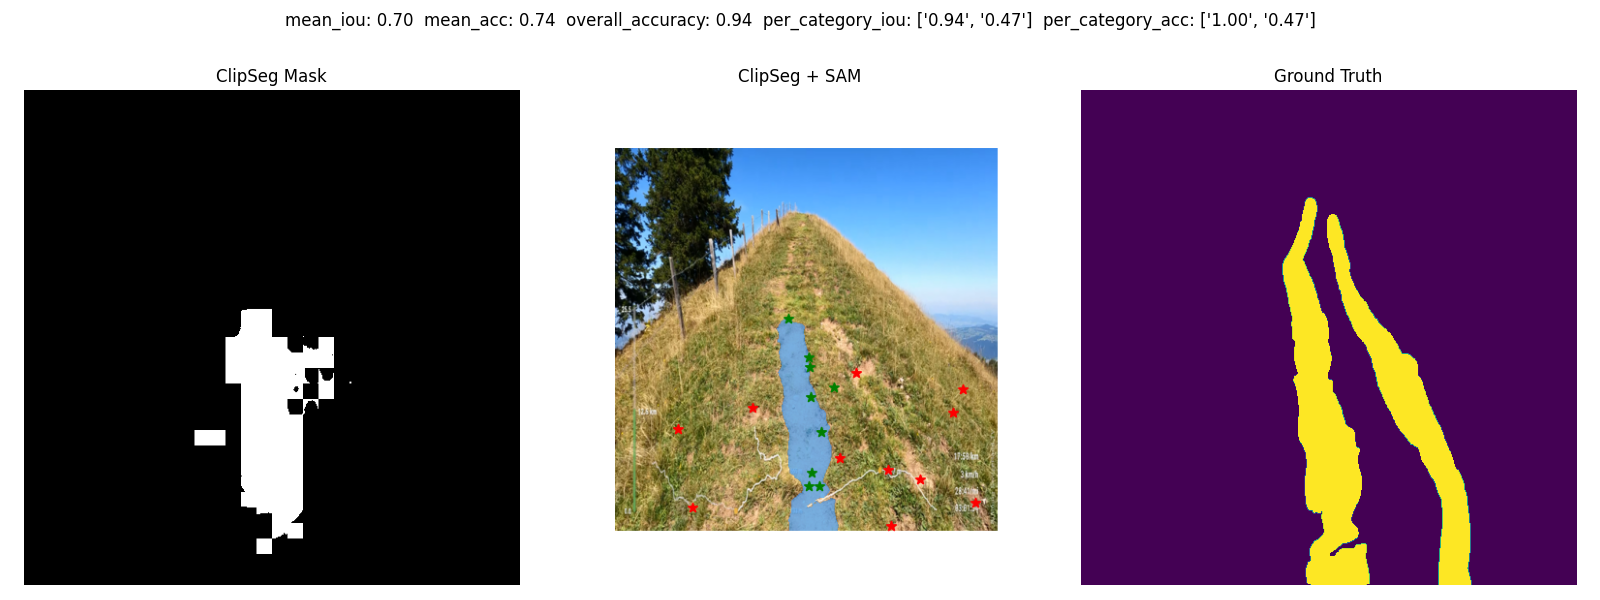 mean_iou: 0.70  mean_acc: 0.74  overall_accuracy: 0.94  per_category_iou: ['0.94', '0.47']  per_category_acc: ['1.00', '0.47']
ClipSeg Mask
ClipSeg + SAM
Ground Truth